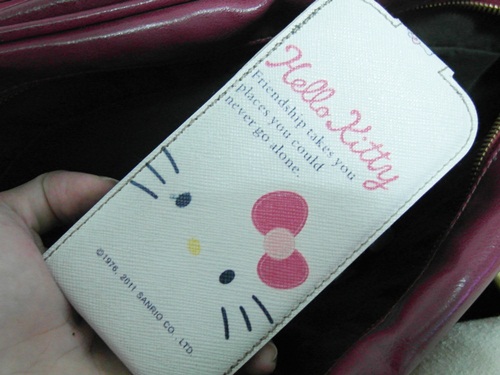 Hello Kitty
Friendship takes you
places you could
never go alone.
©1976, 2011 SANRIO CO., LTD.